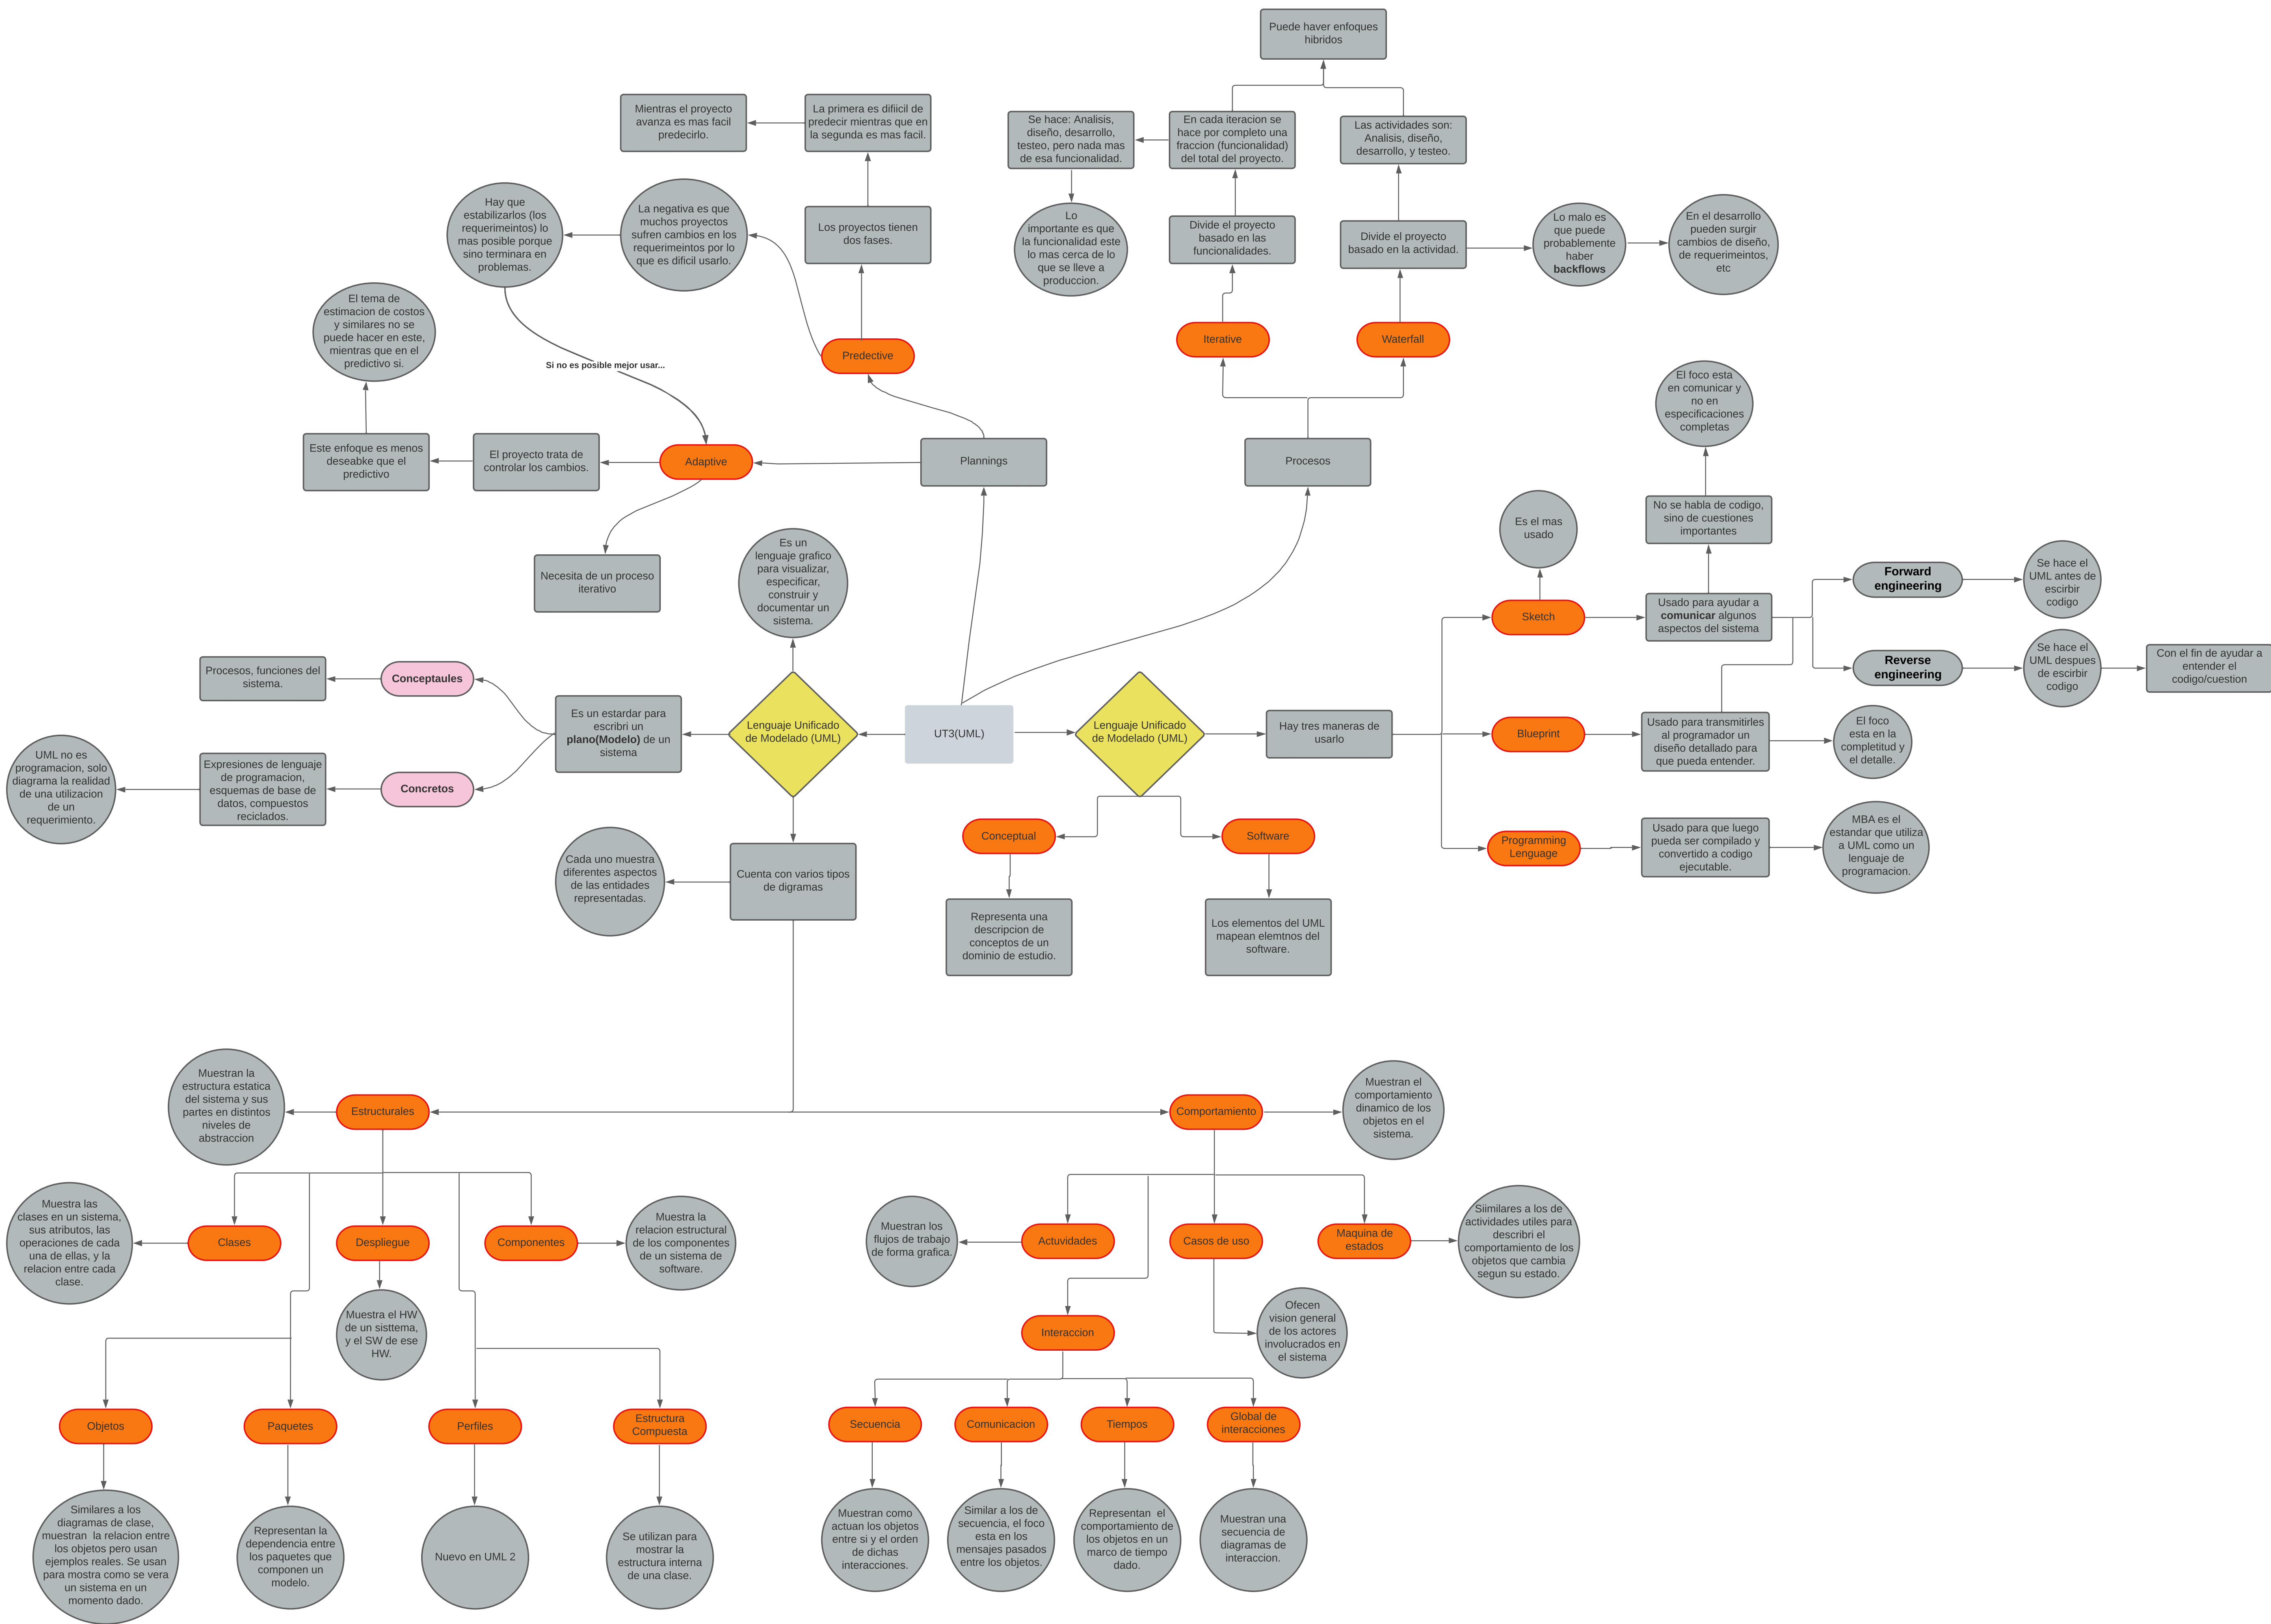 Puede haver enfoques
hibridos
Mientras el proyecto
avanza es mas facil
predecirlo.
La primera es difiicil de
predecir mientras que en
la segunda es mas facil.
Se hace: Analisis,
diseño, desarrollo,
testeo, pero nada mas
de esa funcionalidad.
En cada iteracion se
hace por completo una
fraccion (funcionalidad)
del total del proyecto.
Las actividades son:
Analisis, diseño,
desarrollo, y testeo.
Hay que
estabilizarlos (los
requerimeintos) lo
mas posible porque
sino terminara en
problemas.
La negativa es que
muchos proyectos
sufren cambios en los
requerimeintos por lo
que es dificil usarlo.
Los proyectos tienen
dos fases.
Lo
importante es que
la funcionalidad este
lo mas cerca de lo
que se lleve a
produccion.
Divide el proyecto
basado en las
funcionalidades.
Divide el proyecto
basado en la actividad.
Lo malo es
que puede
probablemente
haber
backflows
En el desarrollo
pueden surgir
cambios de diseño,
de requerimeintos,
etc
El tema de
estimacion de costos
y similares no se
puede hacer en este,
mientras que en el
predictivo si.
Si no es posible mejor usar...
Predective
Iterative
Waterfall
El foco esta
en comunicar y
no en
especificaciones
completas
Este enfoque es menos
deseabke que el
predictivo
El proyecto trata de
controlar los cambios.
Adaptive
Plannings
Procesos
Es el mas
usado
No se habla de codigo,
sino de cuestiones
importantes
Necesita de un proceso
iterativo
Es un
lenguaje grafico
para visualizar,
especificar,
construir y
documentar un
sistema.
Sketch
Usado para ayudar a
comunicar algunos
aspectos del sistema
Forward
engineering
Se hace el
UML antes de
escirbir
codigo
Reverse
engineering
Se hace el
UML despues
de escirbir
codigo
Con el fin de ayudar a
entender el
codigo/cuestion
Procesos, funciones del
sistema.
Conceptaules
Es un estardar para
escribri un
plano(Modelo) de un
sistema
Lenguaje Unificado
de Modelado (UML)
UT3(UML)
Lenguaje Unificado
de Modelado (UML)
Hay tres maneras de
usarlo
Blueprint
Usado para transmitirles
al programador un
diseño detallado para
que pueda entender.
El foco
esta en la
completitud y
el detalle.
UML no es
programacion, solo
diagrama la realidad
de una utilizacion
de un
requerimiento.
Expresiones de lenguaje
de programacion,
esquemas de base de
datos, compuestos
reciclados.
Concretos
Conceptual
Software
Programming
Lenguage
Usado para que luego
pueda ser compilado y
convertido a codigo
ejecutable.
MBA es el
estandar que utiliza
a UML como un
lenguaje de
programacion.
Cada uno muestra
diferentes aspectos
de las entidades
representadas.
Cuenta con varios tipos
de digramas
Representa una
descripcion de
conceptos de un
dominio de estudio.
Los elementos del UML
mapean elemtnos del
software.
Muestran la
estructura estatica
del sistema y sus
partes en distintos
niveles de
abstraccion
Estructurales
Comportamiento
Muestran el
comportamiento
dinamico de los
objetos en el
sistema.
Muestra las
clases en un sistema,
sus atributos, las
operaciones de cada
una de ellas, y la
relacion entre cada
clase.
Clases
Despliegue
Componentes
Muestra la
relacion estructural
de los componentes
de un sistema de
software.
Muestran los
flujos de trabajo
de forma grafica.
Actuvidades
Casos de uso
Maquina de
estados
Siimilares a los de
actividades utiles para
describri el
comportamiento de los
objetos que cambia
segun su estado.
Muestra el HW
de un sisttema,
y el SW de ese
HW.
Interaccion
Ofecen
vision general
de los actores
involucrados en
el sistema
Objetos
Paquetes
Perfiles
Estructura
Compuesta
Secuencia
Comunicacion
Tiempos
Global de
interacciones
Similares a los
diagramas de clase,
muestran la relacion entre
los objetos pero usan
ejemplos reales. Se usan
para mostra como se vera
un sistema en un
momento dado.
Representan la
dependencia entre
los paquetes que
componen un
modelo.
Nuevo en UML 2
Se utilizan para
mostrar la
estructura interna
de una clase.
Muestran como
actuan los objetos
entre si y el orden
de dichas
interacciones.
Similar a los de
secuencia, el foco
esta en los
mensajes pasados
entre los objetos.
Representan el
comportamiento de
los objetos en un
marco de tiempo
dado.
Muestran una
secuencia de
diagramas de
interaccion.